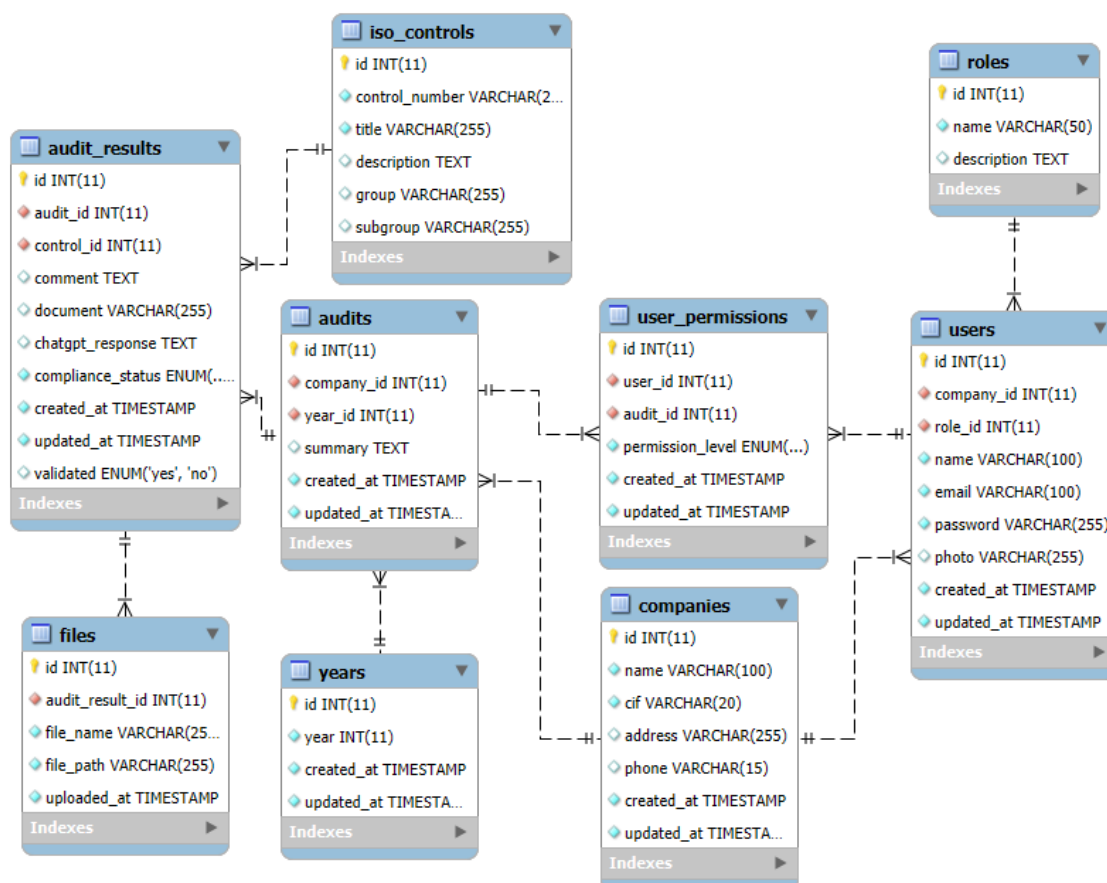 iso_controls
id INT(11)
control_number VARCHAR(2...
title VARCHAR(255)
description TEXT
group VARCHAR(255)
subgroup VARCHAR(255)
Indexes
roles
id INT(11)
name VARCHAR(50)
description TEXT
Indexes
audit_results
id INT(11)
audit_id INT(11)
control_id INT(11)
comment TEXT
document VARCHAR(255)
chatgpt_response TEXT
compliance_status ENUM(...
created_at TIMESTAMP
updated_at TIMESTAMP
validated ENUM('yes', 'no')
Indexes
audits
id INT(11)
company_id INT(11)
year_id INT(11)
summary TEXT
created_at TIMESTAMP
updated_at TIMESTA...
Indexes
user_permissions
id INT(11)
user_id INT(11)
audit_id INT(11)
permission_level ENUM(...)
created_at TIMESTAMP
updated_at TIMESTAMP
Indexes
users
id INT(11)
company_id INT(11)
role_id INT(11)
name VARCHAR(100)
email VARCHAR(100)
password VARCHAR(255)
photo VARCHAR(255)
created_at TIMESTAMP
updated_at TIMESTAMP
Indexes
files
id INT(11)
audit_result_id INT(11)
file_name VARCHAR(25...
file_path VARCHAR(255)
uploaded_at TIMESTAMP
Indexes
years
id INT(11)
year INT(11)
created_at TIMESTAMP
updated_at TIMESTA...
Indexes
companies
id INT(11)
name VARCHAR(100)
cif VARCHAR(20)
address VARCHAR(255)
phone VARCHAR(15)
created_at TIMESTAMP
updated_at TIMESTA...
Indexes